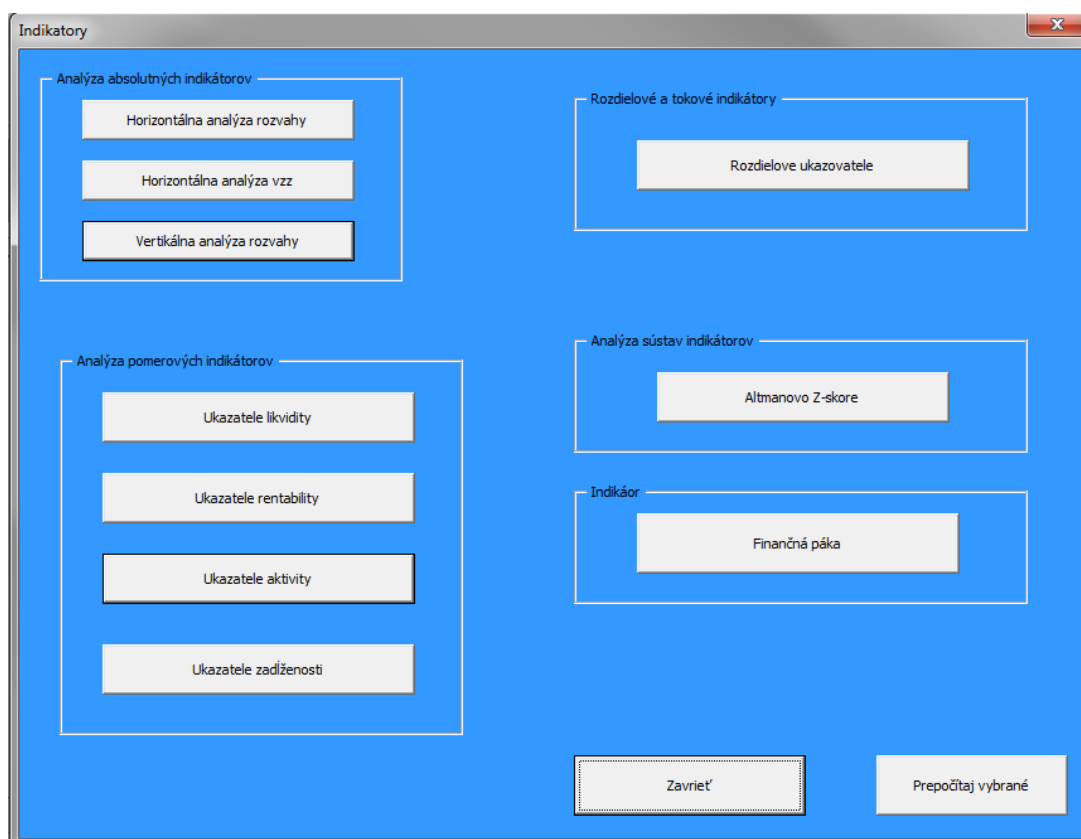 Indikatory
Analýza absolutných indikátorov
Horizontálna analýza rozvahy
Horizontálna analýza vzz
Vertikálna analýza rozvahy
Analýza pomerových indikátorov
Ukazatele likvidity
Ukazatele rentability
Ukazatele aktivity
Ukazatele zadĺženosti
Rozdielové a tokové indikátory
Rozdielove ukazovatele
Analýza sústav indikátorov
Altmanovo Z-skore
Indikáor
Finančná páka
Zavrieť
Prepočítaj vybrané